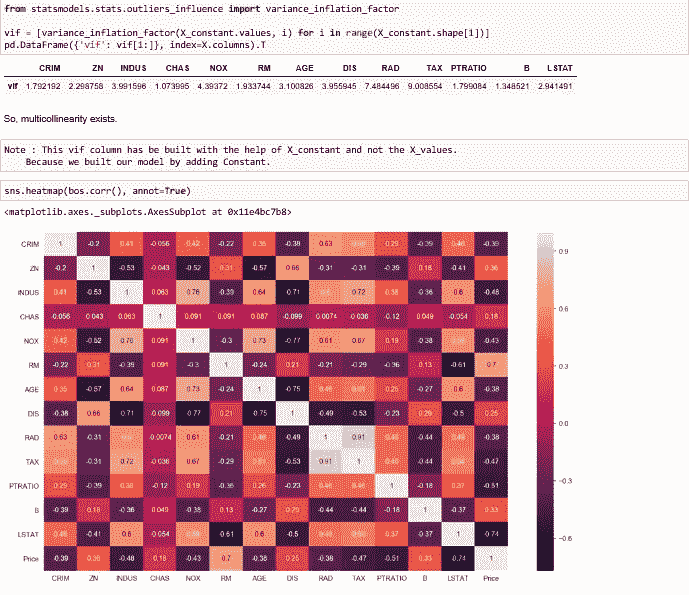 from statsmodels.stats.outliers_influence import variance_inflation_factor
vif = [variance_inflation_factor(X_constant.values, i) for i in range(X_constant.shape[1])]
pd.DataFrame({'vif': vif[1:]}, index=X.columns).T
CRIM ZN INDUS CHAS NOX RM AGE DIS RAD TAX PTRATIO B LSTAT
vif 1.792192 2.298758 3.991596 1.073995 4.39372 1.933744 3.100826 3.955945 7.484496 9.008554 1.799084 1.348521 2.941491
So, multicollinearity exists.
Note : This vif column has be built with the help of X_constant and not the X_values.
Because we built our model by adding Constant.
sns.heatmap(bos.corr(), annot=True)
<matplotlib.axes._subplots.AxesSubplot at 0x11e4bc7b8>
CRIM 1 -0.2 0.41 -0.056 0.42 -0.22 0.35 -0.38 0.63 0.29 -0.39 0.46 -0.39
ZN -0.2 1 -0.53 -0.043 -0.52 0.31 -0.57 0.66 -0.31 -0.31 -0.39 0.18 -0.41 0.36
INDUS 0.41 -0.53 1 0.063 0.76 -0.39 0.64 0.71 0.72 0.38 -0.36 0.6 -0.48
CHAS -0.056 0.043 0.063 1 0.091 0.091 0.087 -0.099 0.0074 -0.036 -0.12 0.049 -0.054 0.18
NOX 0.42 -0.52 0.76 0.091 1 -0.3 0.73 -0.77 0.61 0.67 0.19 -0.38 -0.43
RM -0.22 0.31 -0.39 0.091 -0.3 1 -0.24 0.21 -0.21 -0.29 -0.36 0.13 -0.61 0.7
AGE 0.35 -0.57 0.64 0.087 0.73 -0.24 1 -0.75 0.46 0.26 -0.27 0.6 -0.38
DIS -0.38 0.66 -0.71 -0.099 -0.77 0.21 -0.75 1 -0.49 -0.53 -0.23 0.29 -0.5 0.25
RAD 0.63 -0.31 -0.0074 0.61 -0.21 0.46 -0.49 1 0.91 0.46 -0.44 0.49 -0.38
TAX -0.31 0.72 -0.036 0.67 -0.29 0.51 -0.53 0.91 1 0.46 -0.44 0.54 -0.47
PTRATIO 0.29 -0.39 0.38 -0.12 0.19 -0.36 0.26 -0.23 0.46 0.46 1 -0.18 0.37 -0.51
B -0.39 0.18 -0.36 0.049 -0.38 0.13 -0.27 0.29 -0.44 -0.44 -0.18 1 -0.37 0.33
LSTAT 0.46 -0.41 0.6 -0.054 -0.61 0.6 -0.5 0.37 -0.37 1 -0.74
Price -0.39 0.36 -0.48 0.18 -0.43 0.7 -0.38 0.25 -0.38 -0.47 -0.51 0.33 -0.74 1
CRIM ZN INDUS CHAS NOX RM AGE DIS RAD TAX PTRATIO B LSTAT Price
0.9
0.6
0.3
0.0
-0.3
-0.6